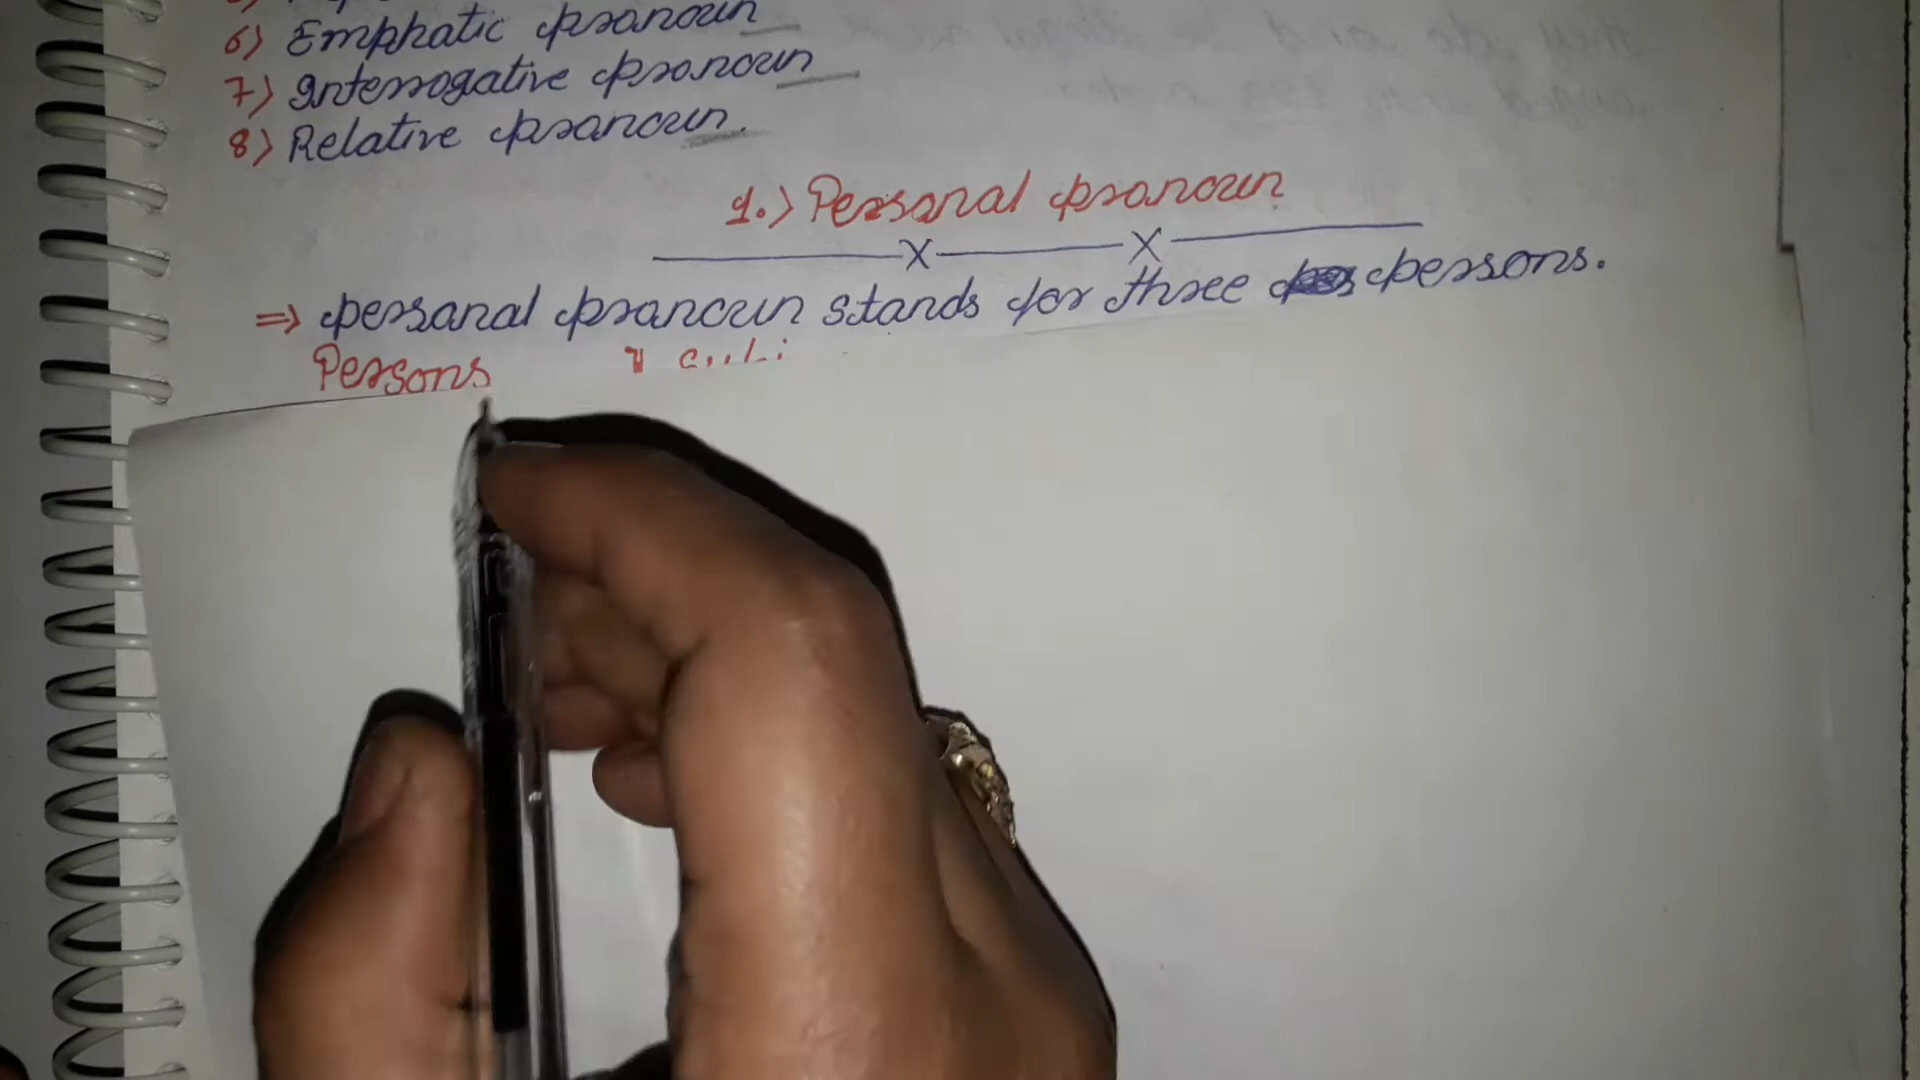 6) Emphatic pronoun
7) Interrogative pronoun
8) Relative pronoun.
1.) Personal pronoun
X X
⇒ personal pronoun stands for three persons.
Persons